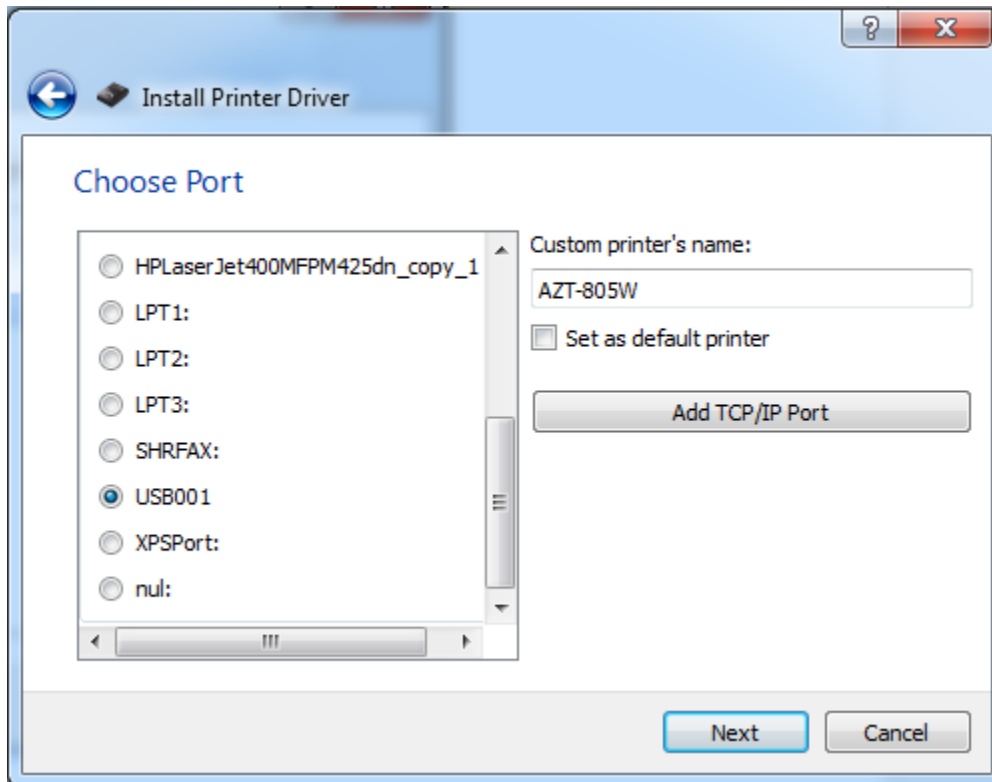 Install Printer Driver
Choose Port
HPLaserJet400MFPM425dn_copy_1
LPT1:
LPT2:
LPT3:
SHRFAX:
USB001
XPSPort:
nul:
Custom printer's name:
AZT-805W
Set as default printer
Add TCP/IP Port
Next
Cancel